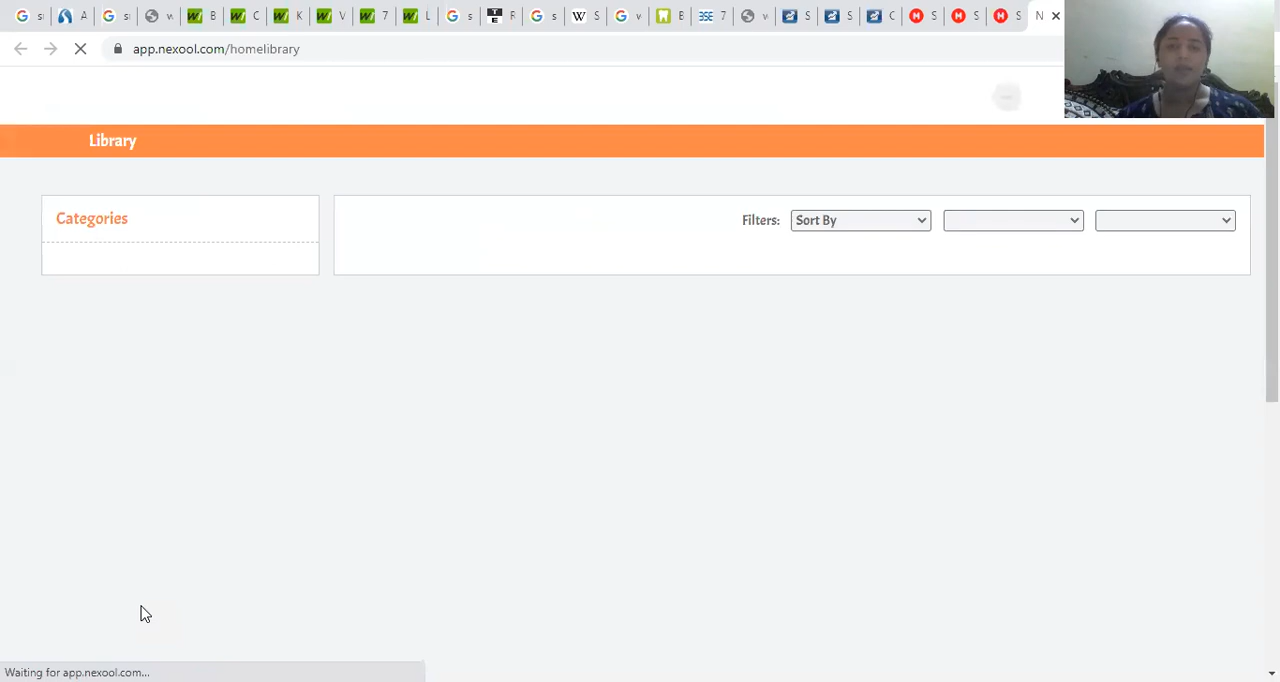 app.nexool.com/homelibrary
Library
Categories
Filters: Sort By
Waiting for app.nexool.com...